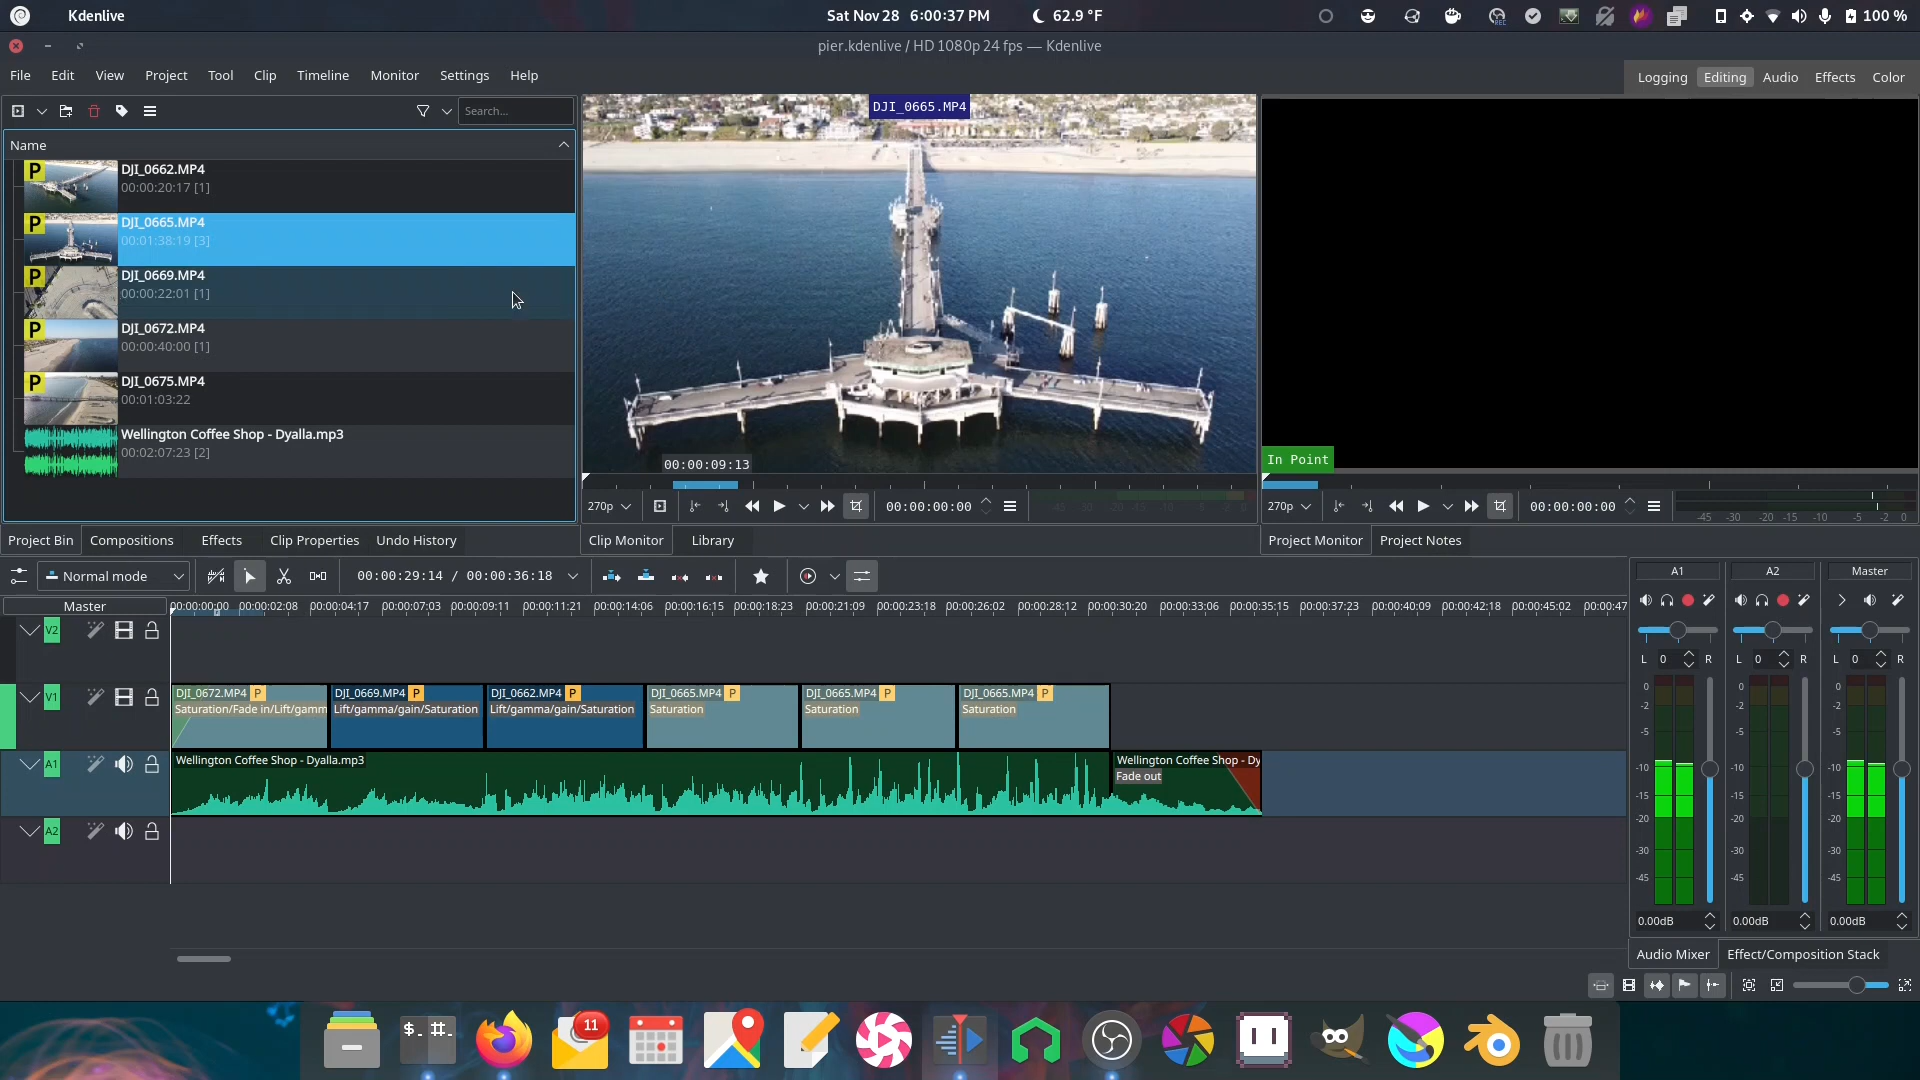 Kdenlive
Sat Nov 28 6:00:37 PM
62.9 °F
REC
100 %
pier.kdenlive / HD 1080p 24 fps — Kdenlive
File Edit View Project Tool Clip Timeline Monitor Settings Help
Logging Editing Audio Effects Color
Search...
Name
P DJI_0662.MP4
00:00:20:17 [1]
P DJI_0665.MP4
00:01:38:19 [3]
P DJI_0669.MP4
00:00:22:01 [1]
P DJI_0672.MP4
00:00:40:00 [1]
P DJI_0675.MP4
00:01:03:22
Wellington Coffee Shop - Dyalla.mp3
00:02:07:23 [2]
DJI_0665.MP4
00:00:09:13
In Point
270p
00:00:00:00
270p
00:00:00:00
-45 -30 -20 -15 -10 -5 -2 0
Project Bin Compositions Effects Clip Properties Undo History
Clip Monitor Library
Project Monitor Project Notes
Normal mode
00:00:29:14 / 00:00:36:18
Master
00:00:00:00 00:00:02:08 00:00:04:17 00:00:07:03 00:00:09:11 00:00:11:21 00:00:14:06 00:00:16:15 00:00:18:23 00:00:21:09 00:00:23:18 00:00:26:02 00:00:28:12 00:00:30:20 00:00:33:06 00:00:35:15 00:00:37:23 00:00:40:09 00:00:42:18 00:00:45:02 00:00:47
V2
V1
DJI_0672.MP4 P
Saturation/Fade in/Lift/gamm
DJI_0669.MP4 P
Lift/gamma/gain/Saturation
DJI_0662.MP4 P
Lift/gamma/gain/Saturation
DJI_0665.MP4 P
Saturation
DJI_0665.MP4 P
Saturation
DJI_0665.MP4 P
Saturation
A1
Wellington Coffee Shop - Dyalla.mp3
Wellington Coffee Shop - Dy
Fade out
A2
A1 A2 Master
L 0 R L 0 R L 0 R
0 0 0
-2 -2 -2
-5 -5 -5
-10 -10 -10
-15 -15 -15
-20 -20 -20
-30 -30 -30
-45 -45 -45
0.00dB 0.00dB 0.00dB
Audio Mixer Effect/Composition Stack
$. #.
11